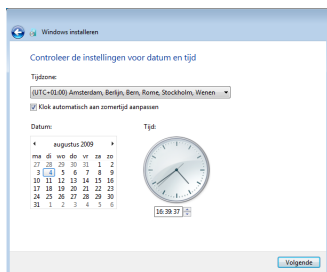 Windows installeren
Controleer de instellingen voor datum en tijd
Tijdzone:
(UTC+01:00) Amsterdam, Berlijn, Bern, Rome, Stockholm, Wenen
Klok automatisch aan zomertijd aanpassen
Datum:
augustus 2009
ma di wo do vr za zo
27 28 29 30 31 1 2
3 4 5 6 7 8 9
10 11 12 13 14 15 16
17 18 19 20 21 22 23
24 25 26 27 28 29 30
31 1 2 3 4 5 6
Tijd:
16:39:37
Volgende